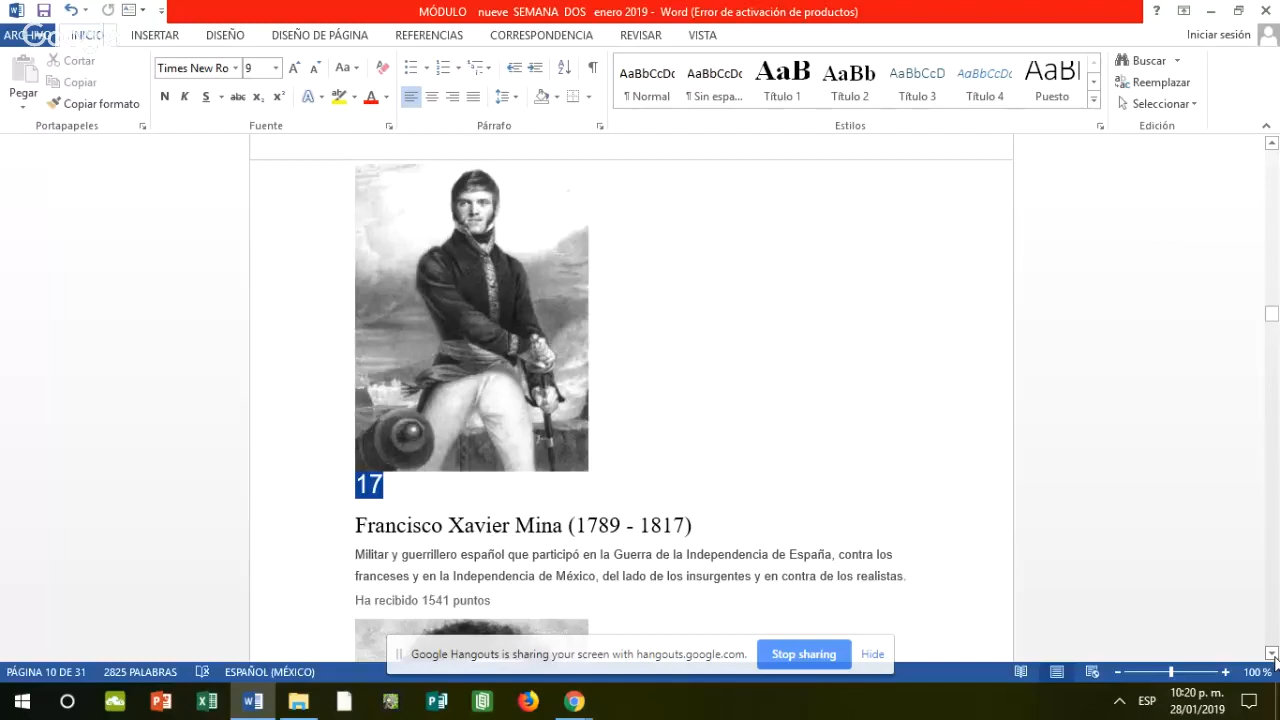 MÓDULO nueve SEMANA DOS enero 2019 - Word (Error de activación de productos)
ARCHIVO INICIO INSERTAR DISEÑO DISEÑO DE PÁGINA REFERENCIAS CORRESPONDENCIA REVISAR VISTA Iniciar sesión
Pegar
Cortar
Copiar
Copiar formato
Portapapeles
Times New Ro 9
Fuente
Párrafo
AaBbCcDc AaBbCcDc AaB AaBb AaBbCcD AaBbCcDc AaB
¶ Normal ¶ Sin espa... Título 1 Título 2 Título 3 Título 4 Puesto
Estilos
Buscar
Reemplazar
Seleccionar
Edición
17
Francisco Xavier Mina (1789 - 1817)
Militar y guerrillero español que participó en la Guerra de la Independencia de España, contra los
franceses y en la Independencia de México, del lado de los insurgentes y en contra de los realistas.
Ha recibido 1541 puntos
Google Hangouts is sharing your screen with hangouts.google.com. Stop sharing Hide
PÁGINA 10 DE 31 2825 PALABRAS ESPAÑOL (MÉXICO) 100 %
ESP
10:20 p. m.
28/01/2019